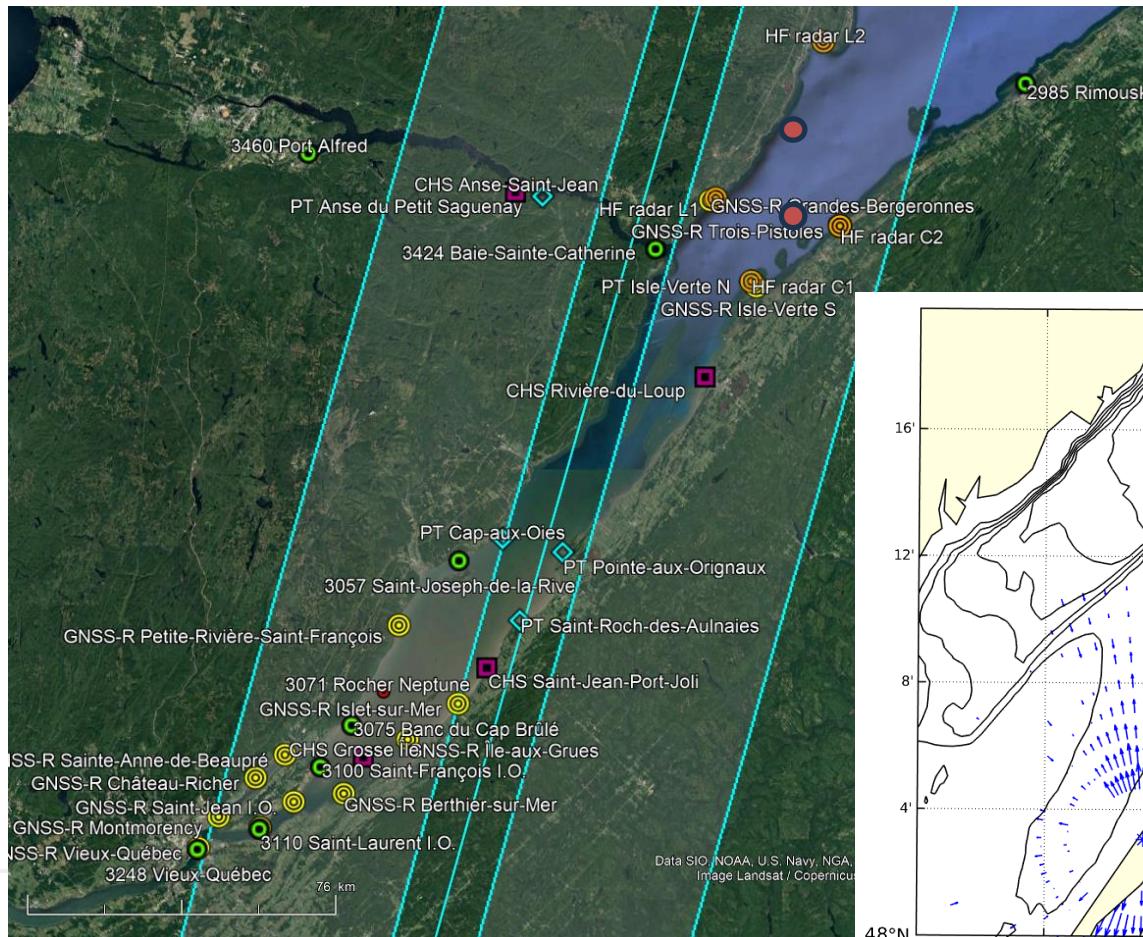 HF radar L2
2985 Rimousk
3460 Port Alfred
CHS Anse-Saint-Jean
PT Anse du Petit Saguenay
HF radar L1
GNSS-R Grandes-Bergeronnes
GNSS-R Trois-Pistoles
HF radar C2
3424 Baie-Sainte-Catherine
PT Isle-Verte N
HF radar C1
GNSS-R Isle-Verte S
CHS Rivière-du-Loup
16'
PT Cap-aux-Oies
12'
PT Pointe-aux-Orignaux
3057 Saint-Joseph-de-la-Rive
PT Saint-Roch-des-Aulnaies
GNSS-R Petite-Rivière-Saint-François
8'
3071 Rocher Neptune
CHS Saint-Jean-Port-Joli
GNSS-R Islet-sur-Mer
3075 Banc du Cap Brûlé
CHS Grosse Île
GNSS-R Île-aux-Grues
NSS-R Sainte-Anne-de-Beaupré
3100 Saint-François I.O.
GNSS-R Château-Richer
GNSS-R Saint-Jean I.O.
GNSS-R Berthier-sur-Mer
4'
GNSS-R Montmorency
3110 Saint-Laurent I.O.
NSS-R Vieux-Québec
3248 Vieux-Québec
Data SIO, NOAA, U.S. Navy, NGA,
Image Landsat / Copernicus
76 km
48°N